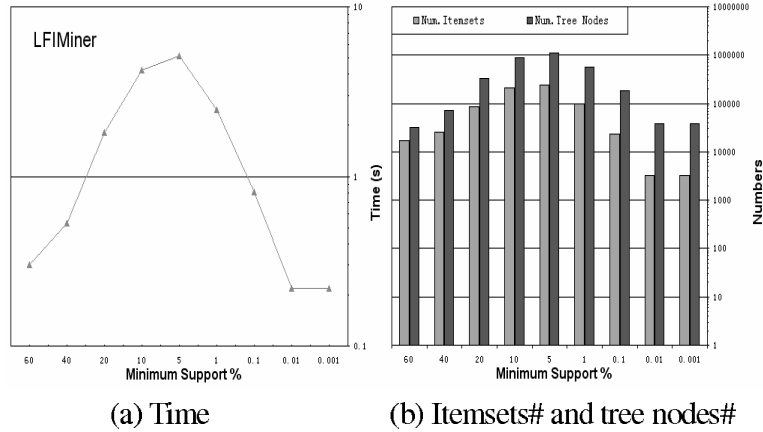 LFIMiner
10
1
0.1
Time (s)
60 40 20 10 5 1 0.1 0.01 0.001
Minimum Support %
(a) Time
Num.Itemsets Num.Tree Nodes
10000000
1000000
100000
10000
1000
100
10
1
Numbers
60 40 20 10 5 1 0.1 0.01 0.001
Minimum Support %
(b) Itemsets# and tree nodes#